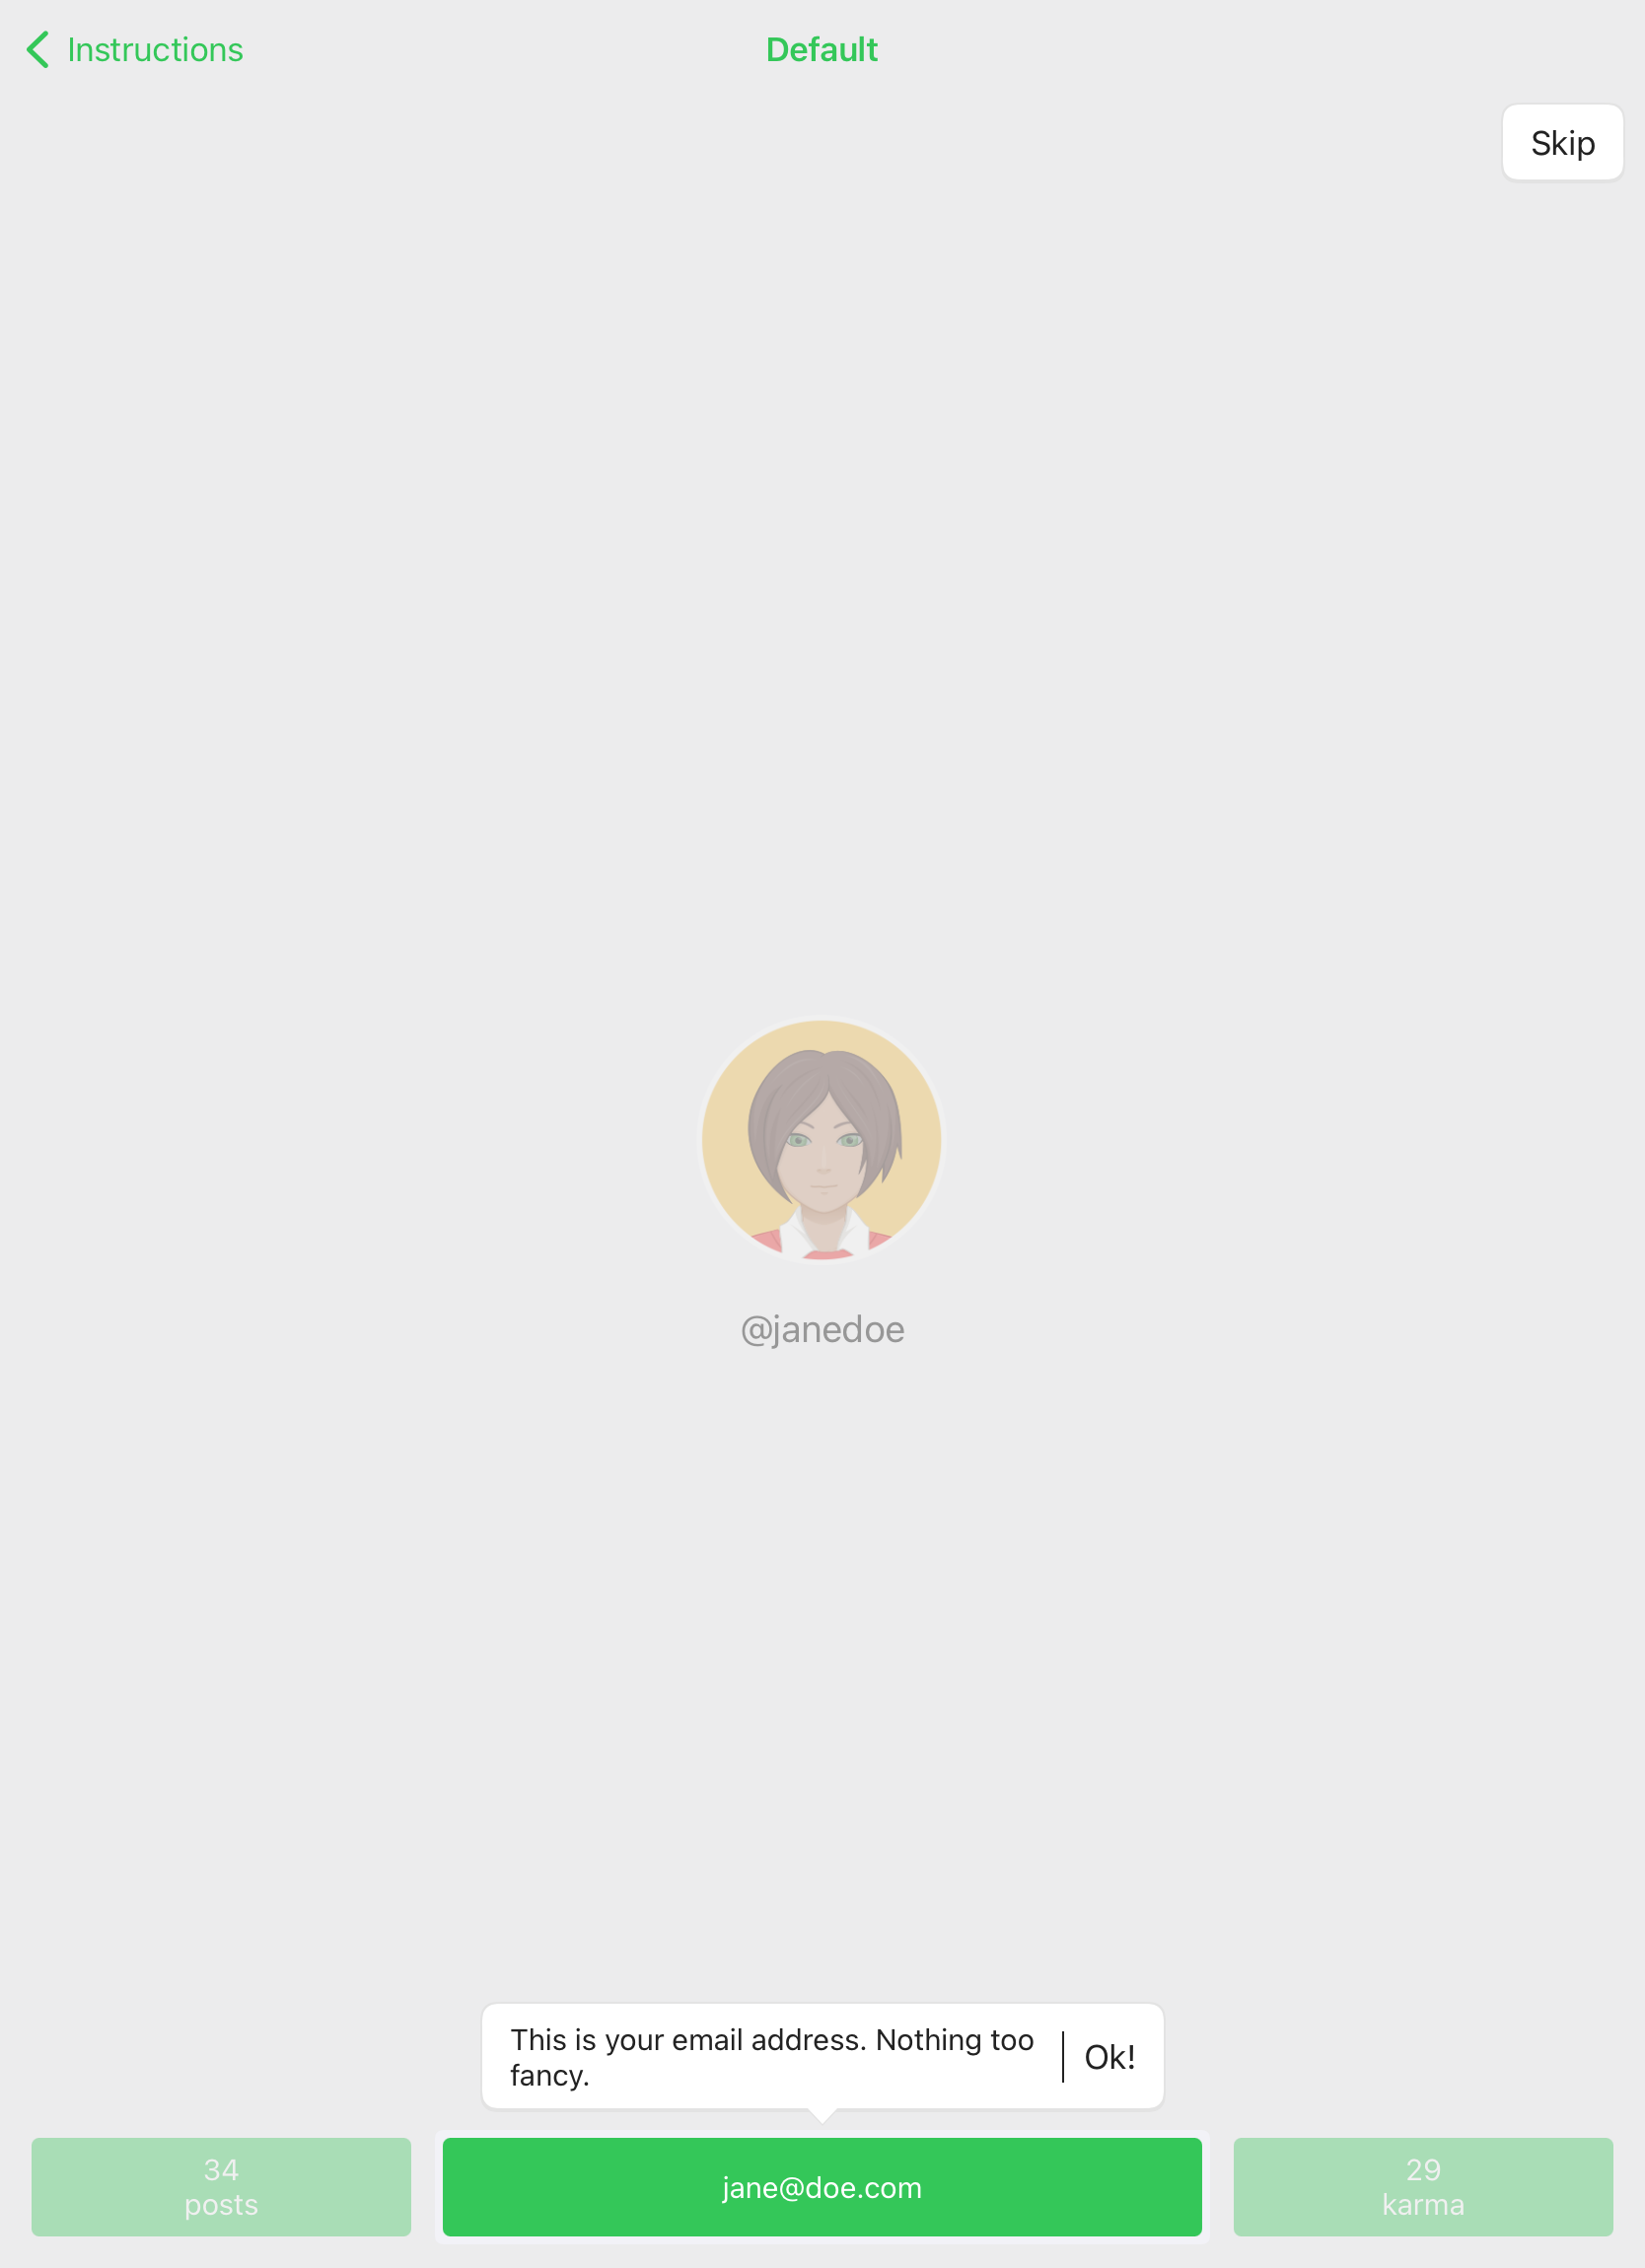 Instructions
Default
Skip
@janedoe
This is your email address. Nothing too
fancy.
Ok!
34
posts
jane@doe.com
29
karma